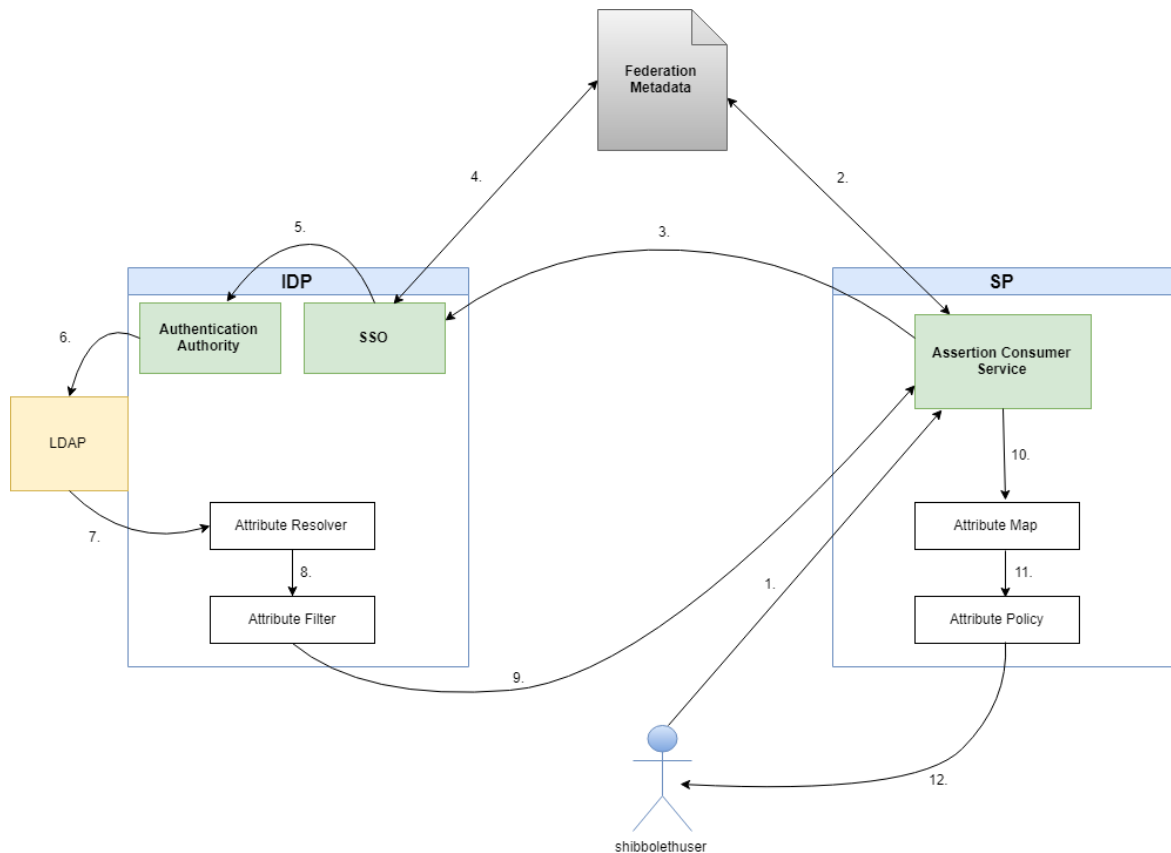 Federation
Metadata
4.
2.
5.
3.
IDP
SP
Authentication
Authority
SSO
Assertion Consumer
Service
6.
LDAP
10.
7.
Attribute Resolver
Attribute Map
8.
1.
11.
Attribute Filter
Attribute Policy
9.
12.
shibbolethuser